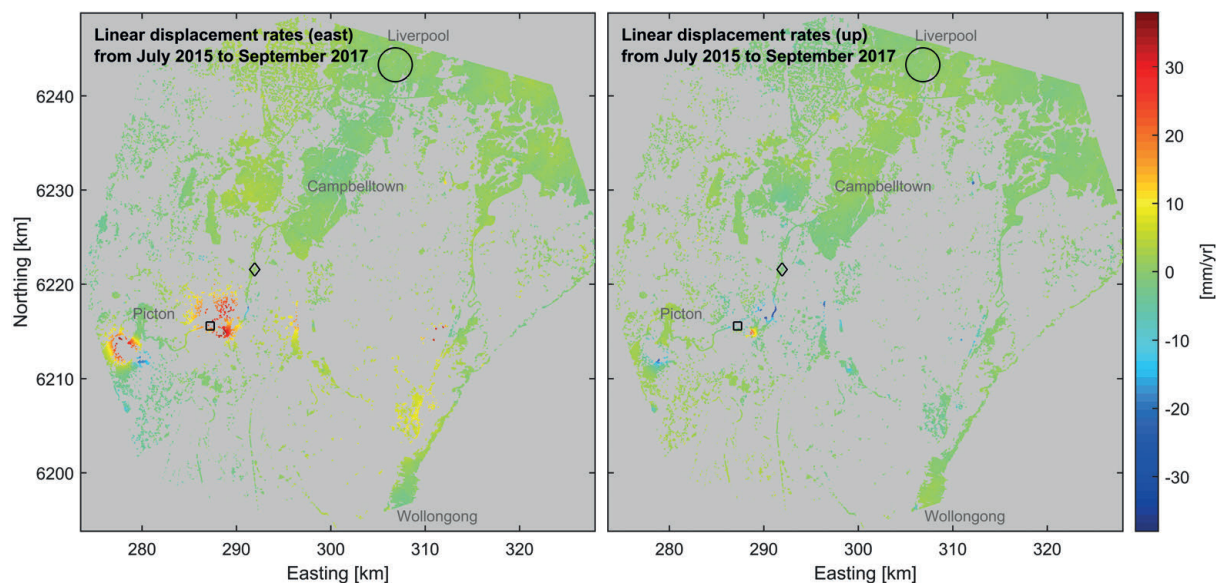 Linear displacement rates (east)
from July 2015 to September 2017
Liverpool
Campbelltown
Picton
Wollongong
6240
6230
6220
6210
6200
Northing [km]
280 290 300 310 320
Easting [km]
Linear displacement rates (up)
from July 2015 to September 2017
Liverpool
Campbelltown
Picton
Wollongong
280 290 300 310 320
Easting [km]
30
20
10
0
-10
-20
-30
[mm/yr]